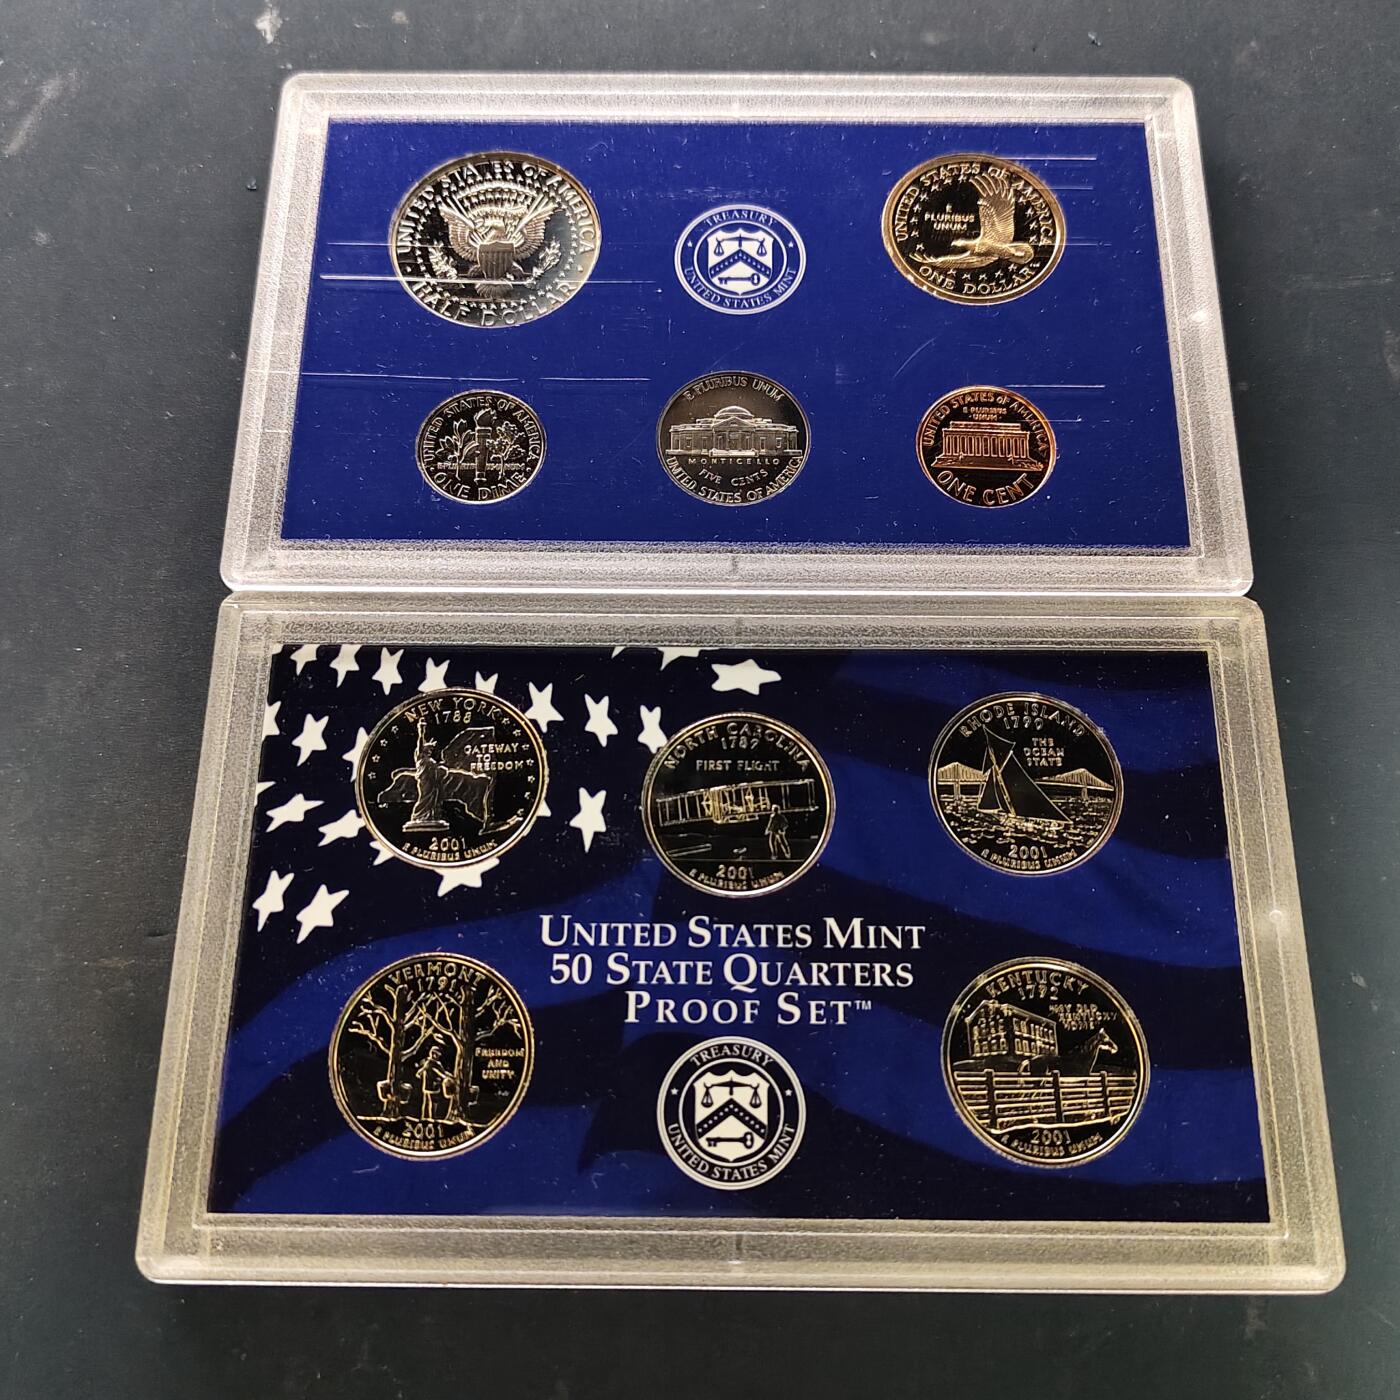 UNITED STATES OF AMERICA
HALF DOLLAR
TREASURY
UNITED STATES MINT
UNITED STATES OF AMERICA
E
PLURIBUS
UNUM
ONE DOLLAR
UNITED STATES OF AMERICA
ONE DIME
E PLURIBUS UNUM
MONTICELLO
FIVE CENTS
UNITED STATES OF AMERICA
UNITED STATES OF AMERICA
E PLURIBUS
UNUM
ONE CENT
NEW YORK
1788
GATEWAY
TO
FREEDOM
2001
E PLURIBUS UNUM
NORTH CAROLINA
1789
FIRST FLIGHT
2001
E PLURIBUS UNUM
RHODE ISLAND
1790
THE
OCEAN
STATE
2001
E PLURIBUS UNUM
UNITED STATES MINT
50 STATE QUARTERS
PROOF SET™
VERMONT
1791
FREEDOM
AND
UNITY
2001
E PLURIBUS UNUM
TREASURY
UNITED STATES MINT
KENTUCKY
1792
"MY OLD
KENTUCKY
HOME"
2001
E PLURIBUS UNUM